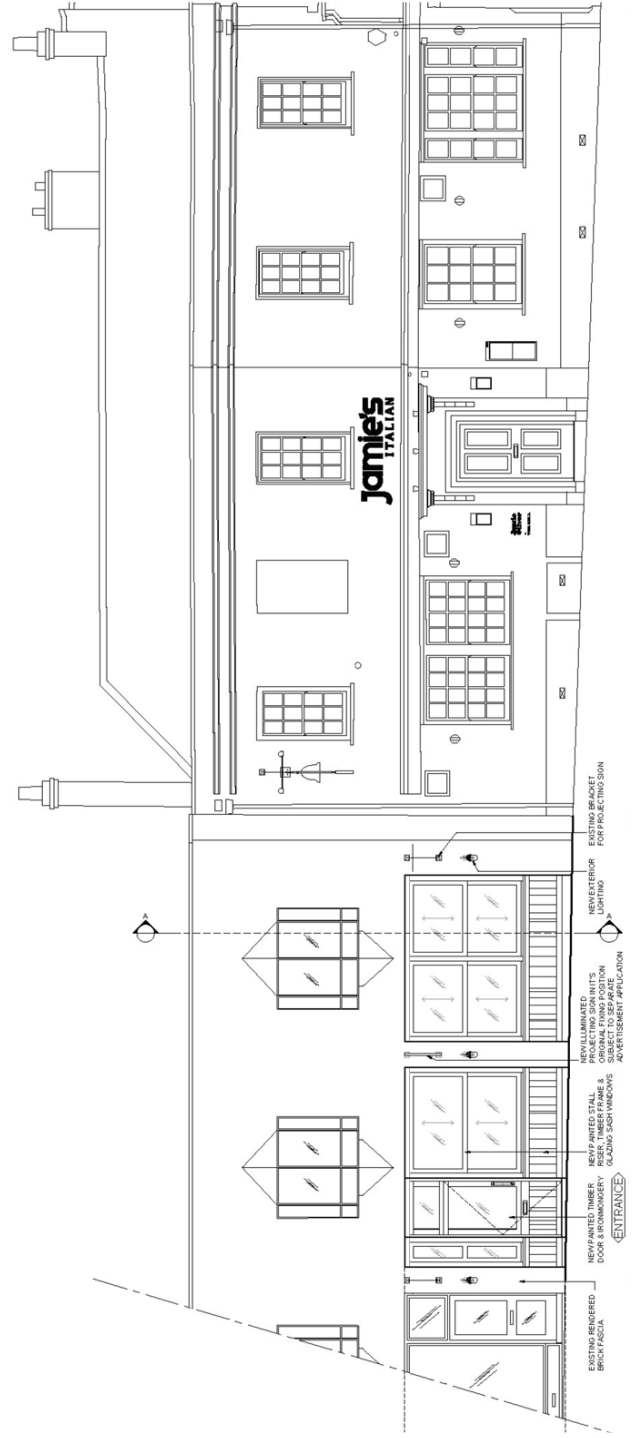 Jamie's
ITALIAN
A
A
EXISTING RENDERED
BRICK FASCIA
NEW PAINTED TIMBER
DOOR & IRONMONGERY
ENTRANCE
NEW PAINTED STALL
RISER, TIMBER FRAME &
GLAZING SASH WINDOWS
NEW ILLUMINATED
PROJECTING SIGN IN IT'S
ORIGINAL FIXING POSITION
SUBJECT TO SEPARATE
ADVERTISEMENT APPLICATION
NEW EXTERIOR
LIGHTING
EXISTING BRACKET
FOR PROJECTING SIGN